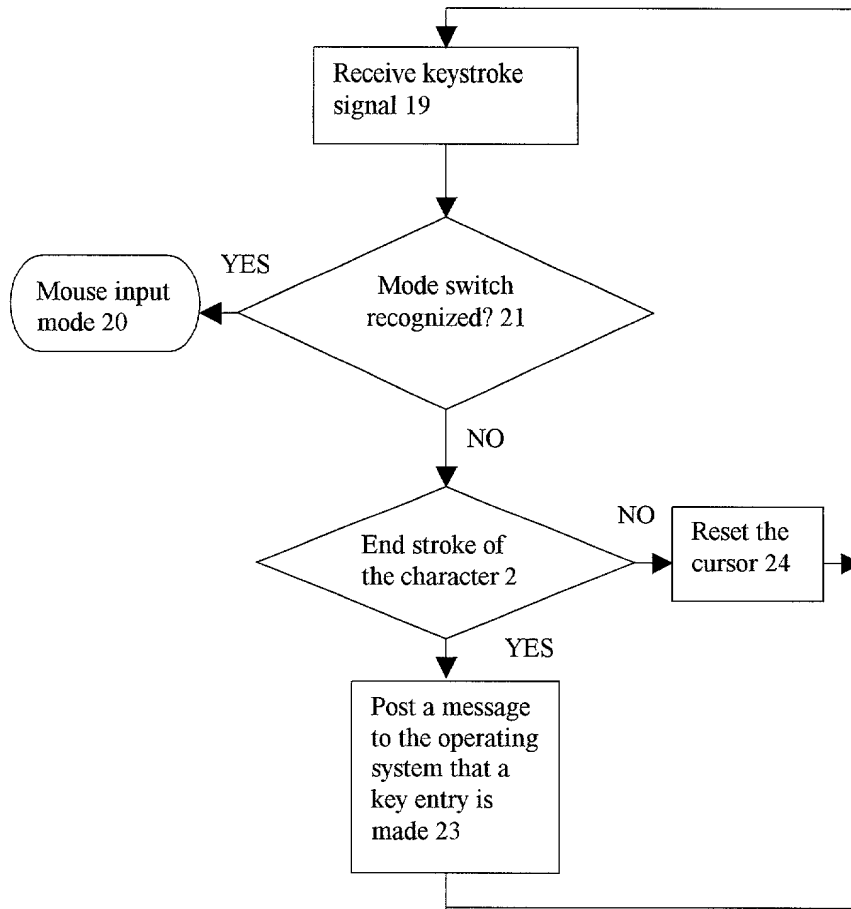 Receive keystroke
signal 19
YES
Mouse input
mode 20
Mode switch
recognized? 21
NO
End stroke of
the character 2
NO
Reset the
cursor 24
YES
Post a message
to the operating
system that a
key entry is
made 23